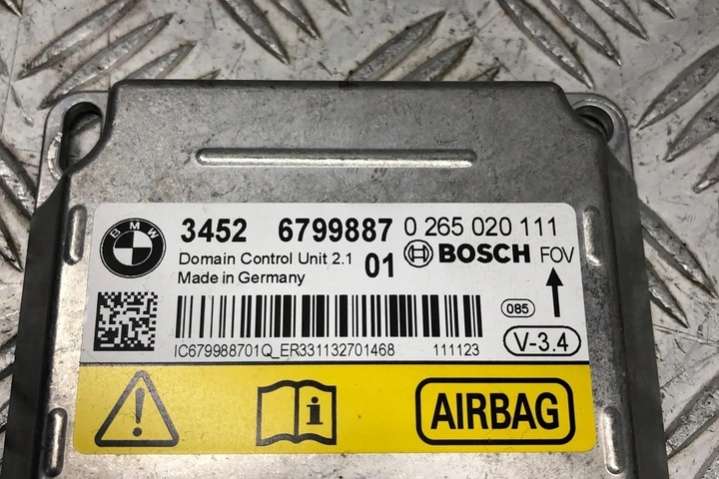 BMW
3452 6799887 0 265 020 111
Domain Control Unit 2.1 01 BOSCH FOV
Made in Germany
085
IC679988701Q_ER331132701468 111123
V-3.4
i
AIRBAG